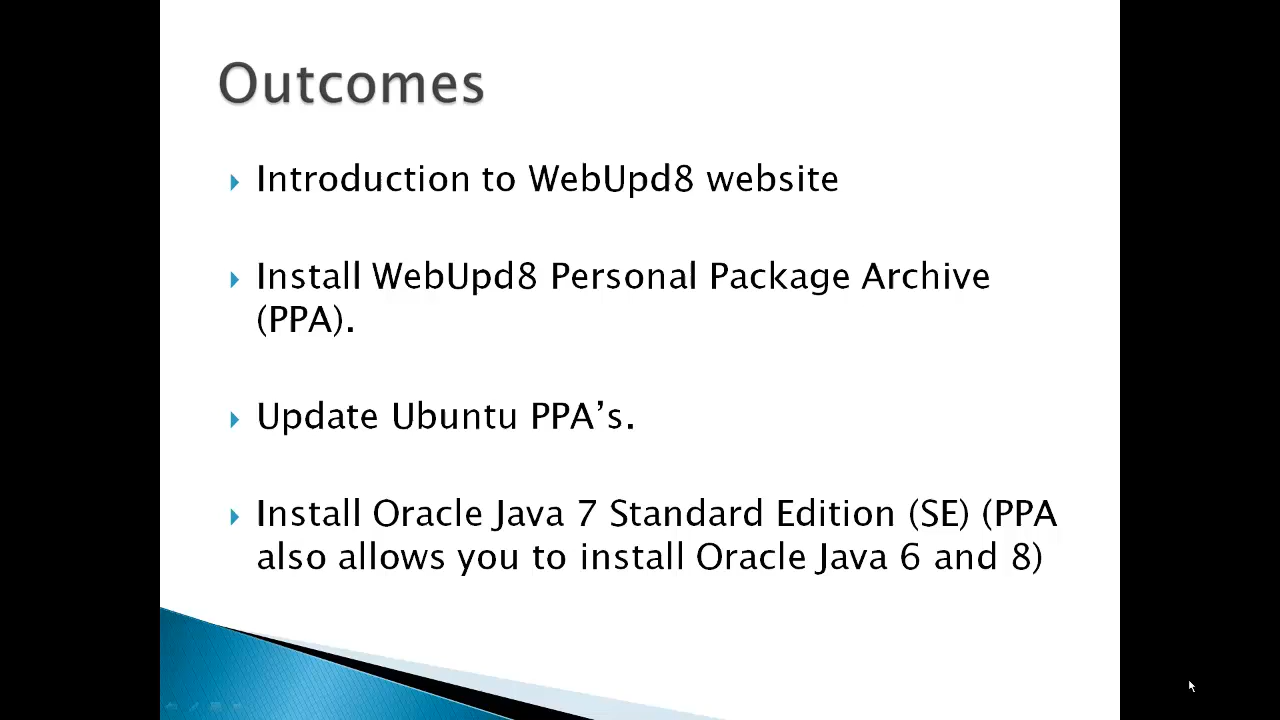 Outcomes
Introduction to WebUpd8 website
Install WebUpd8 Personal Package Archive
(PPA).
Update Ubuntu PPA’s.
Install Oracle Java 7 Standard Edition (SE) (PPA
also allows you to install Oracle Java 6 and 8)